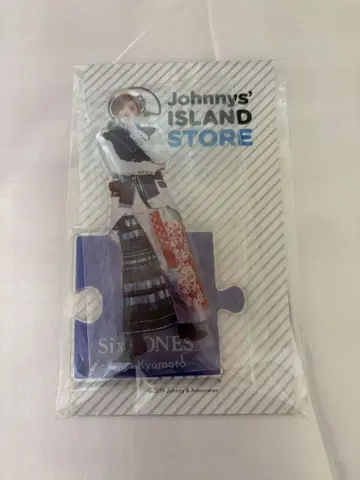 Johnnys'
ISLAND
STORE
SixTONES
Kyomoto
© 2019 Johnny & Associates